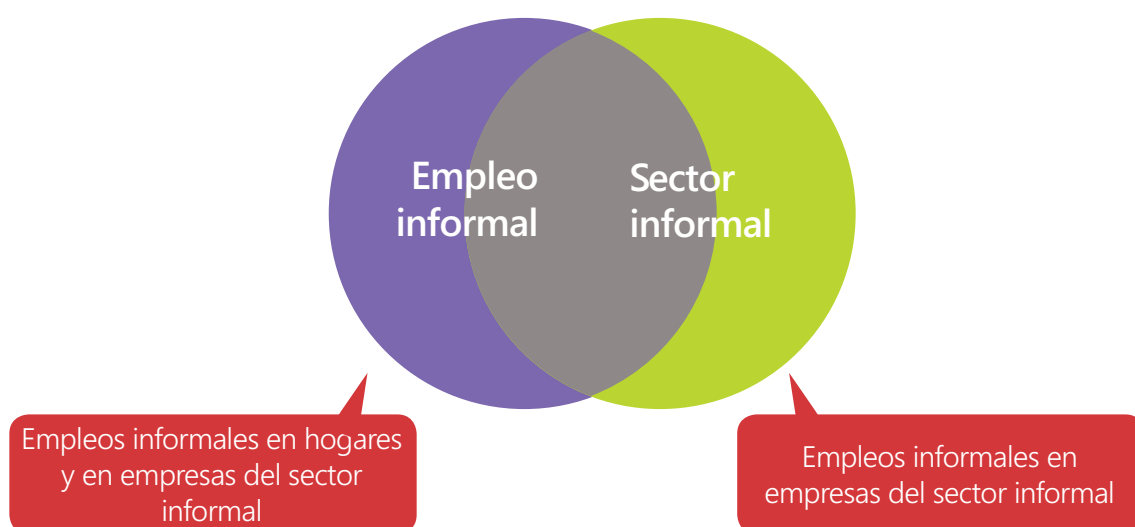 Empleo
informal
Sector
informal
Empleos informales en hogares
y en empresas del sector
informal
Empleos informales en
empresas del sector informal